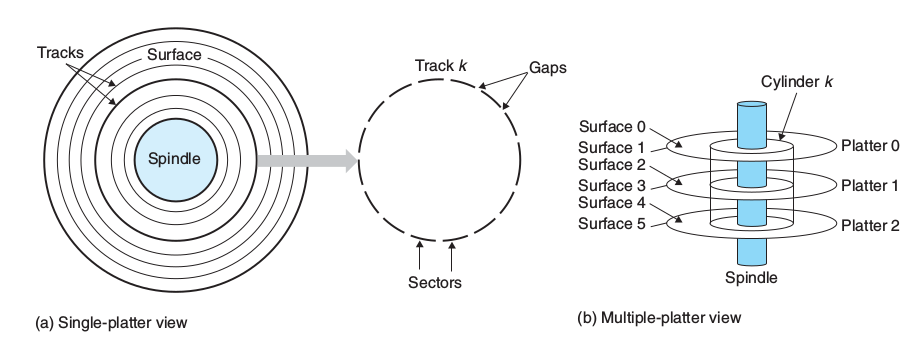 Tracks
Surface
Spindle
Track k
Gaps
Sectors
(a) Single-platter view
Cylinder k
Surface 0
Surface 1
Surface 2
Surface 3
Surface 4
Surface 5
Platter 0
Platter 1
Platter 2
Spindle
(b) Multiple-platter view